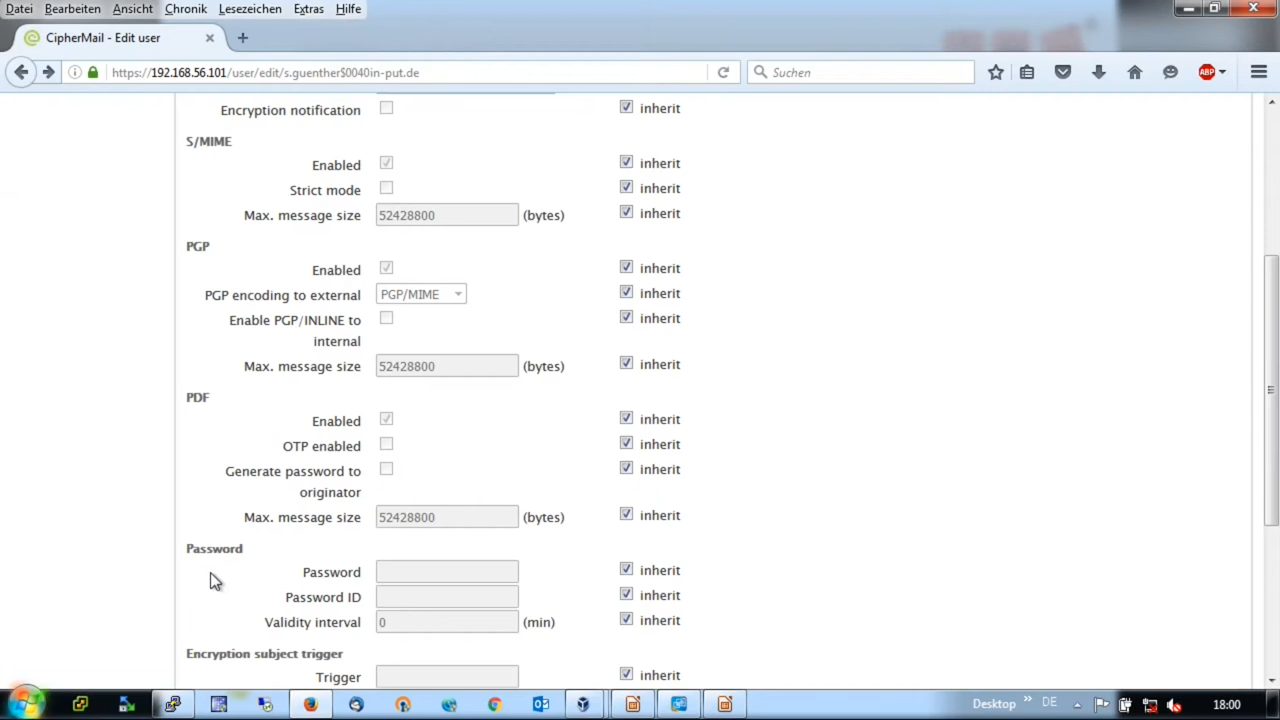 Datei Bearbeiten Ansicht Chronik Lesezeichen Extras Hilfe
CipherMail - Edit user
https://192.168.56.101/user/edit/s.guenther$0040in-put.de
Suchen
ABP
Encryption notification inherit
S/MIME
Enabled inherit
Strict mode inherit
Max. message size 52428800 (bytes) inherit
PGP
Enabled inherit
PGP encoding to external PGP/MIME inherit
Enable PGP/INLINE to inherit
internal
Max. message size 52428800 (bytes) inherit
PDF
Enabled inherit
OTP enabled inherit
Generate password to inherit
originator
Max. message size 52428800 (bytes) inherit
Password
Password inherit
Password ID inherit
Validity interval 0 (min) inherit
Encryption subject trigger
Trigger inherit
Desktop » DE 18:00